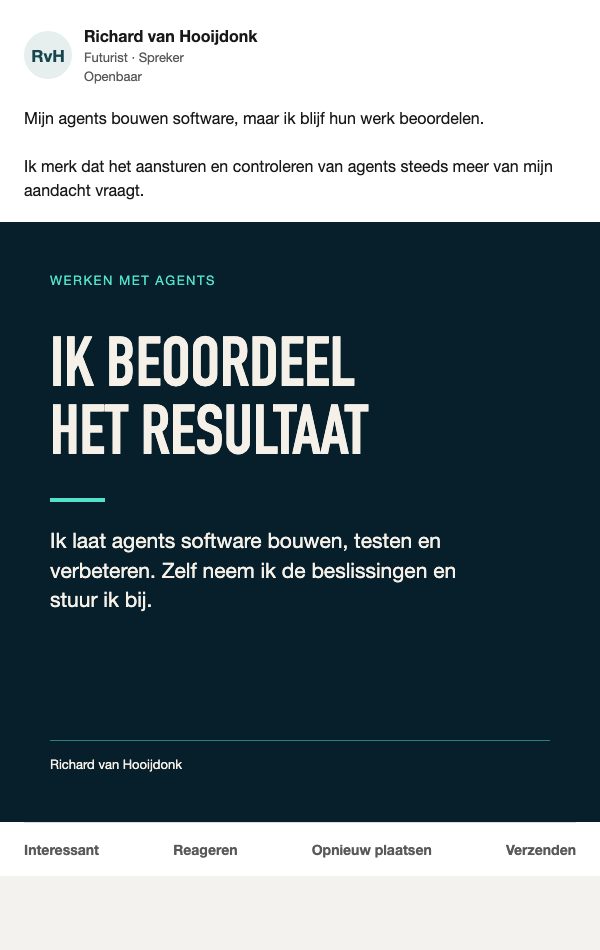 RvH
Richard van Hooijdonk
Futurist · Spreker
Openbaar
Mijn agents bouwen software, maar ik blijf hun werk beoordelen.
Ik merk dat het aansturen en controleren van agents steeds meer van mijn
aandacht vraagt.
WERKEN MET AGENTS
IK BEOORDEEL
HET RESULTAAT
Ik laat agents software bouwen, testen en
verbeteren. Zelf neem ik de beslissingen en
stuur ik bij.
Richard van Hooijdonk
Interessant
Reageren
Opnieuw plaatsen
Verzenden